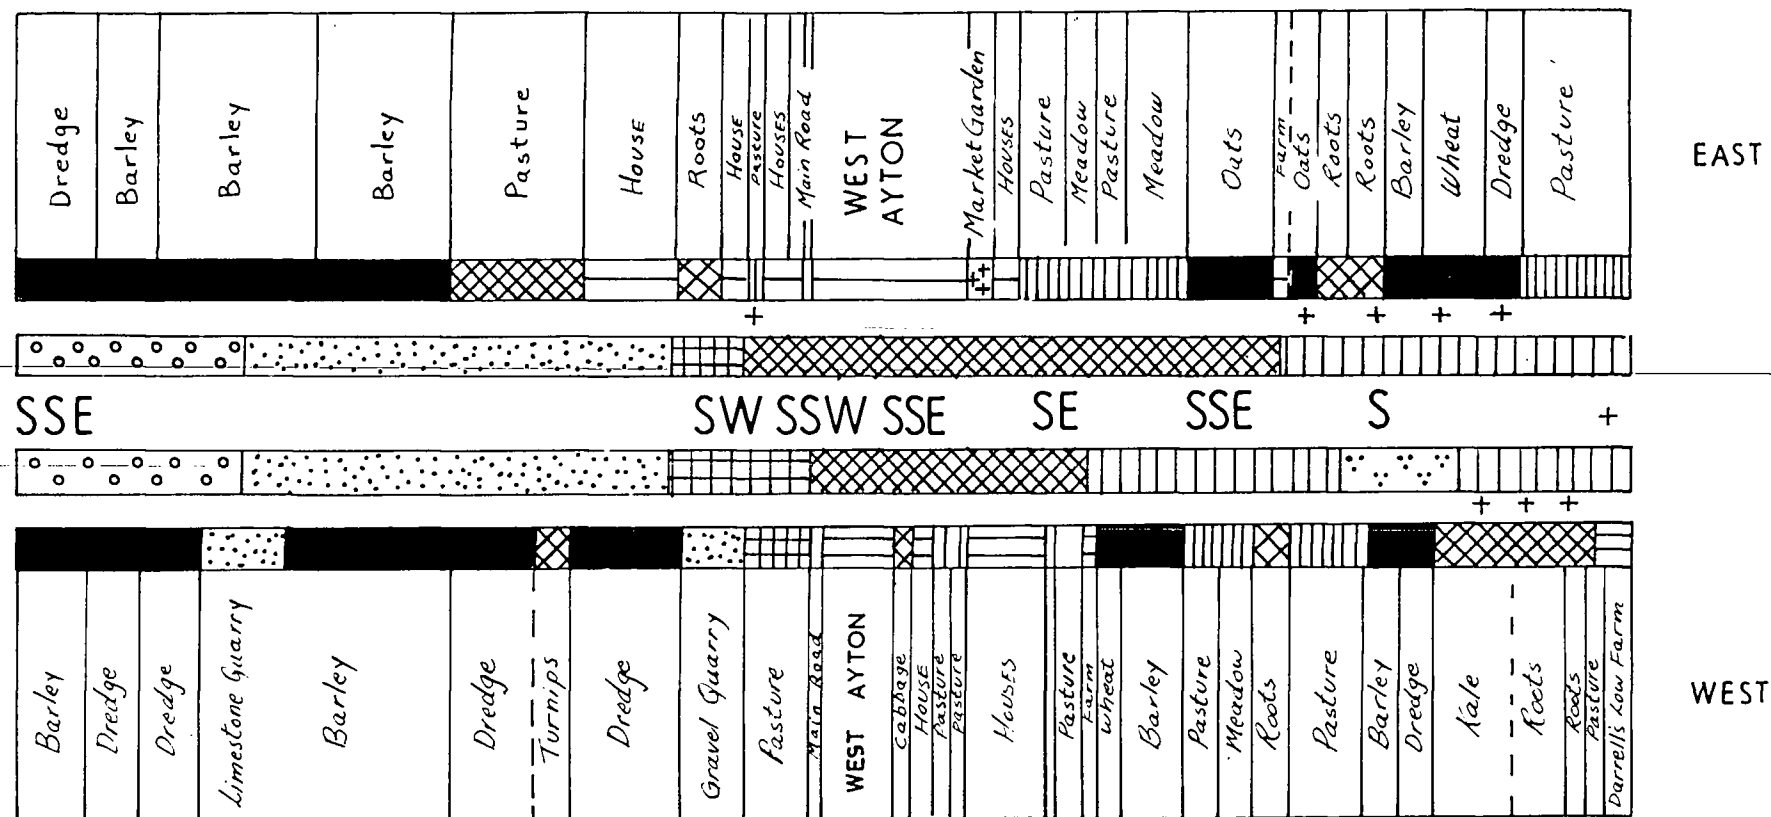 Dredge
Barley
Barley
Barley
Pasture
House
Roots
House
Pasture
Houses
Main Road
WEST
AYTON
Market Garden
Houses
Pasture
Meadow
Pasture
Meadow
Oats
Farm
Oats
Roots
Roots
Barley
Wheat
Dredge
Pasture
EAST
SSE SW SSW SSE SE SSE S
Barley
Dredge
Dredge
Limestone Quarry
Barley
Dredge
Turnips
Dredge
Gravel Quarry
Pasture
Main Road
WEST AYTON
Cabbage
House
Pasture
Pasture
Houses
Pasture
Farm
Wheat
Barley
Pasture
Meadow
Roots
Pasture
Barley
Dredge
Kale
Roots
Roots
Pasture
Darrell's Low Farm
WEST